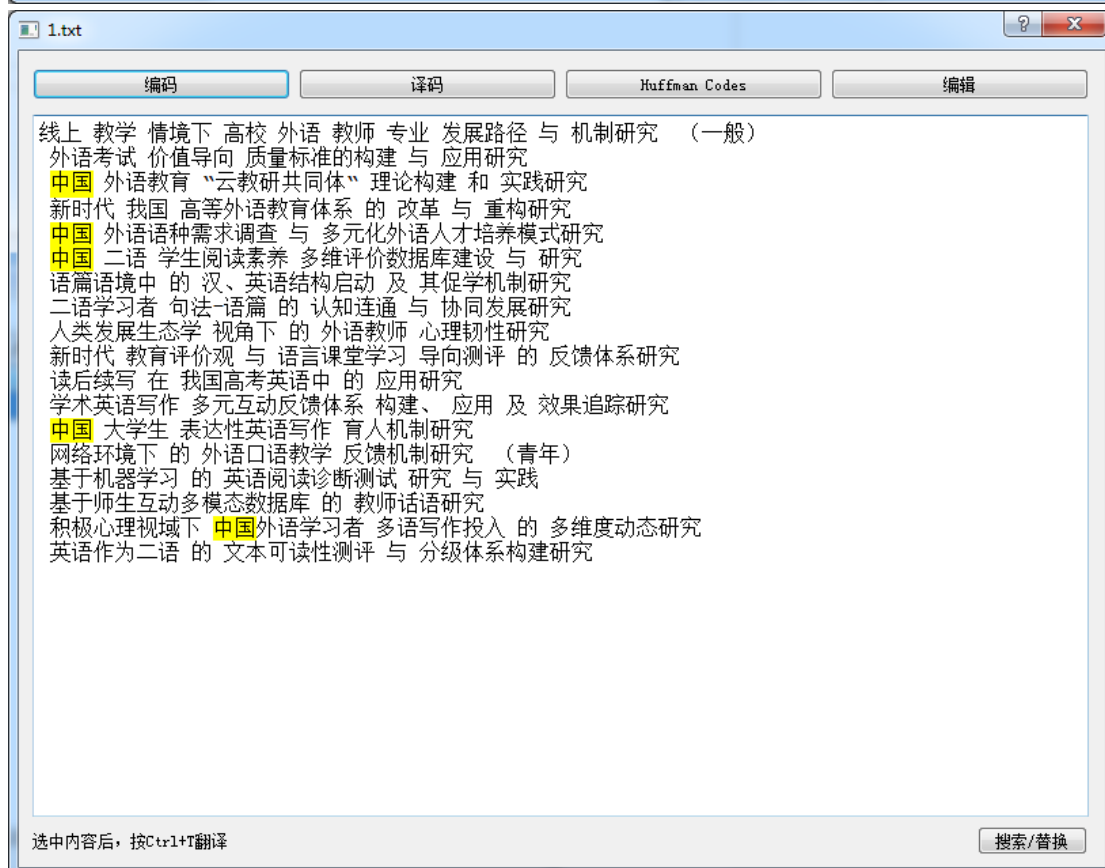 1.txt
编码 译码 Huffman Codes 编辑
线上 教学 情境下 高校 外语 教师 专业 发展路径 与 机制研究 （一般）
外语考试 价值导向 质量标准的构建 与 应用研究
中国 外语教育 “云教研共同体“ 理论构建 和 实践研究
新时代 我国 高等外语教育体系 的 改革 与 重构研究
中国 外语语种需求调查 与 多元化外语人才培养模式研究
中国 二语 学生阅读素养 多维评价数据库建设 与 研究
语篇语境中 的 汉、英语结构启动 及 其促学机制研究
二语学习者 句法-语篇 的 认知连通 与 协同发展研究
人类发展生态学 视角下 的 外语教师 心理韧性研究
新时代 教育评价观 与 语言课堂学习 导向测评 的 反馈体系研究
读后续写 在 我国高考英语中 的 应用研究
学术英语写作 多元互动反馈体系 构建、 应用 及 效果追踪研究
中国 大学生 表达性英语写作 育人机制研究
网络环境下 的 外语口语教学 反馈机制研究 （青年）
基于机器学习 的 英语阅读诊断测试 研究 与 实践
基于师生互动多模态数据库 的 教师话语研究
积极心理视域下 中国外语学习者 多语写作投入 的 多维度动态研究
英语作为二语 的 文本可读性测评 与 分级体系构建研究
选中内容后，按Ctrl+T翻译 搜索/替换